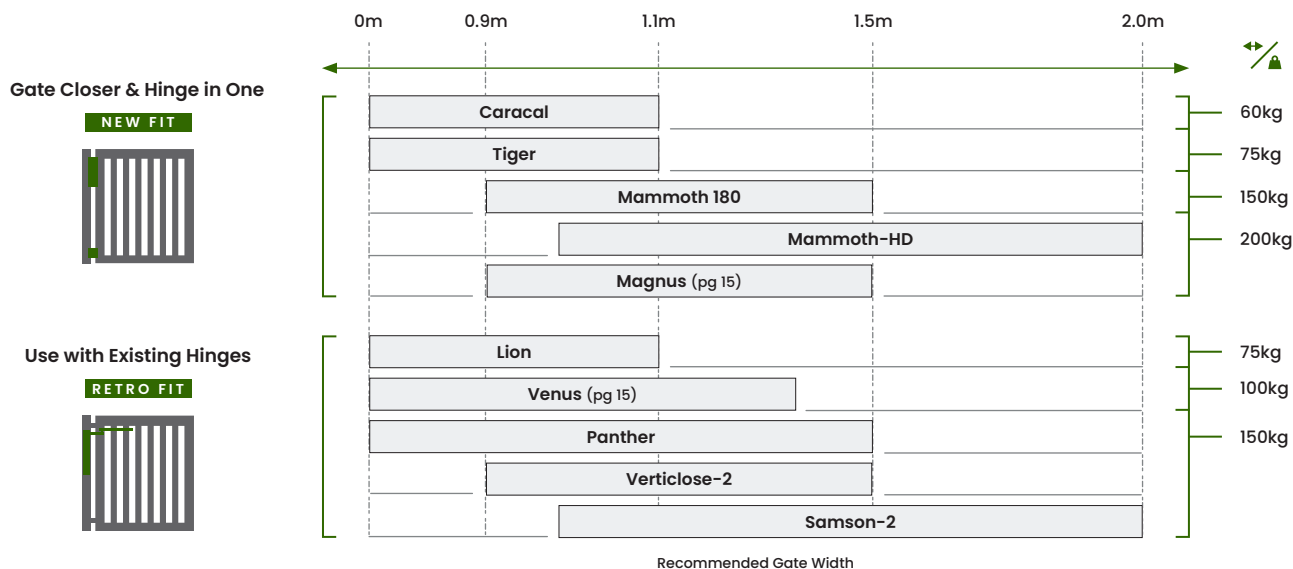 0m 0.9m 1.1m 1.5m 2.0m
Gate Closer & Hinge in One
NEW FIT
Caracal 60kg
Tiger 75kg
Mammoth 180 150kg
Mammoth-HD 200kg
Magnus (pg 15)
Use with Existing Hinges
RETRO FIT
Lion 75kg
Venus (pg 15) 100kg
Panther 150kg
Verticlose-2
Samson-2
Recommended Gate Width